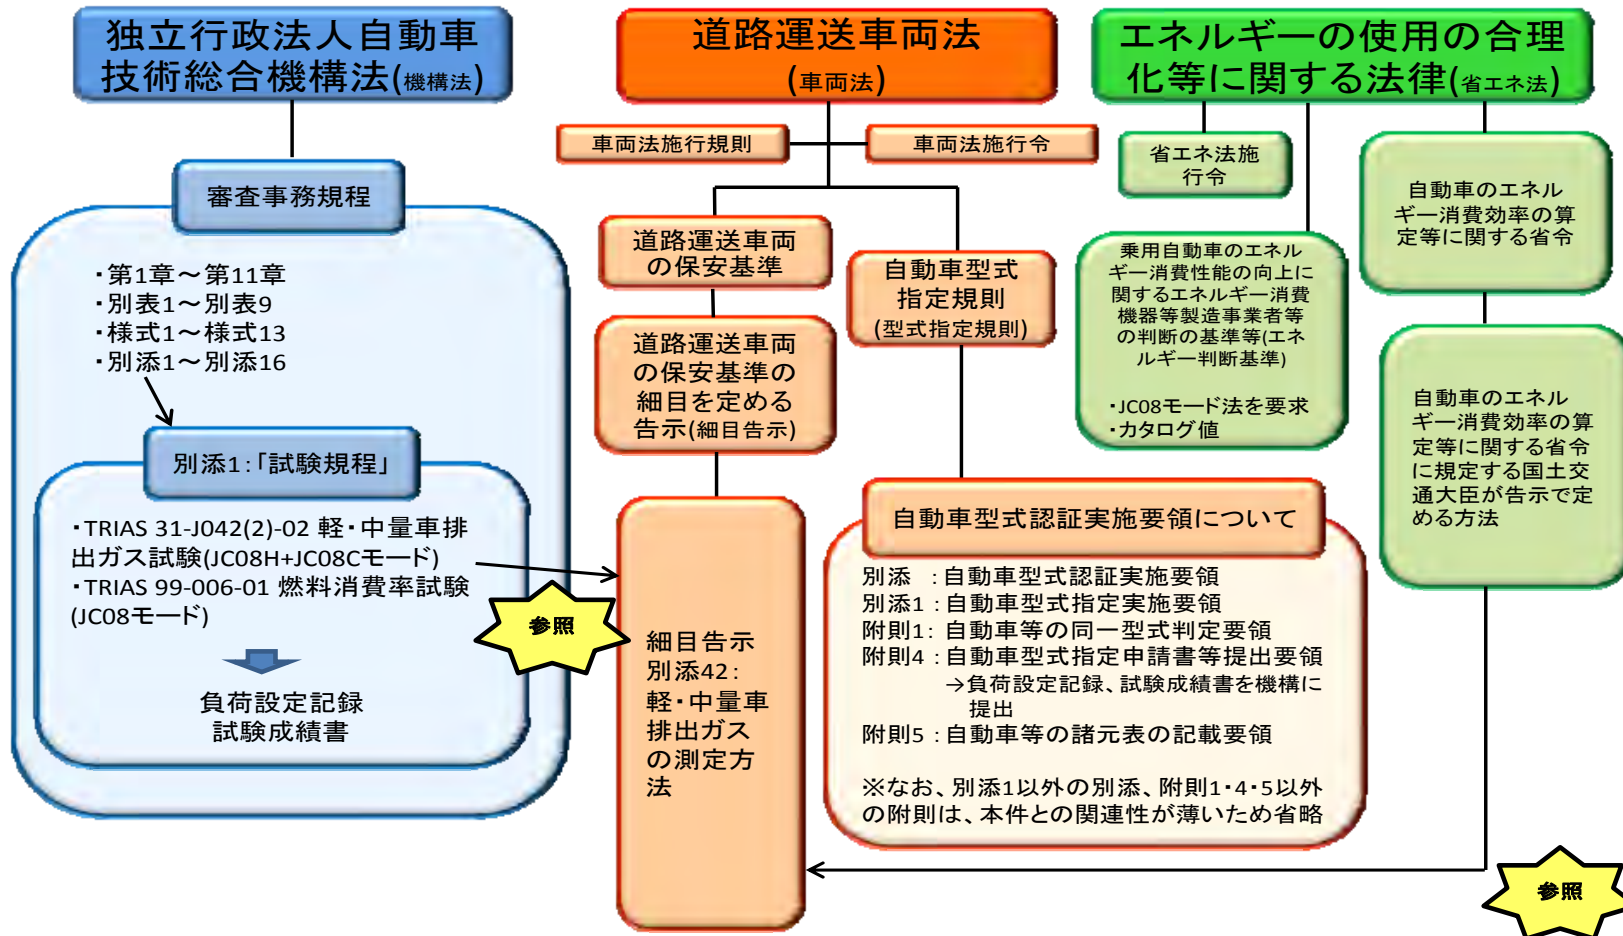 独立行政法人自動車
技術総合機構法(機構法)
審査事務規程
・第1章～第11章
・別表1～別表9
・様式1～様式13
・別添1～別添16
別添1:「試験規程」
・TRIAS 31-J042(2)-02 軽・中量車排
出ガス試験(JC08H+JC08Cモード)
・TRIAS 99-006-01 燃料消費率試験
(JC08モード)
負荷設定記録
試験成績書
参照
道路運送車両法
(車両法)
車両法施行規則
車両法施行令
道路運送車両
の保安基準
道路運送車両
の保安基準の
細目を定める
告示(細目告示)
細目告示
別添42:
軽・中量車
排出ガス
の測定方
法
自動車型式
指定規則
(型式指定規則)
自動車型式認証実施要領について
別添 :自動車型式認証実施要領
別添1:自動車型式指定実施要領
附則1: 自動車等の同一型式判定要領
附則4:自動車型式指定申請書等提出要領
→負荷設定記録、試験成績書を機構に
提出
附則5:自動車等の諸元表の記載要領
※なお、別添1以外の別添、附則1・4・5以外
の附則は、本件との関連性が薄いため省略
エネルギーの使用の合理
化等に関する法律(省エネ法)
省エネ法施
行令
乗用自動車のエネル
ギー消費性能の向上に
関するエネルギー消費
機器等製造事業者等
の判断の基準等(エネ
ルギー判断基準)
・JC08モード法を要求
・カタログ値
自動車のエネル
ギー消費効率の算
定等に関する省令
自動車のエネル
ギー消費効率の算
定等に関する省令
に規定する国土交
通大臣が告示で定
める方法
参照